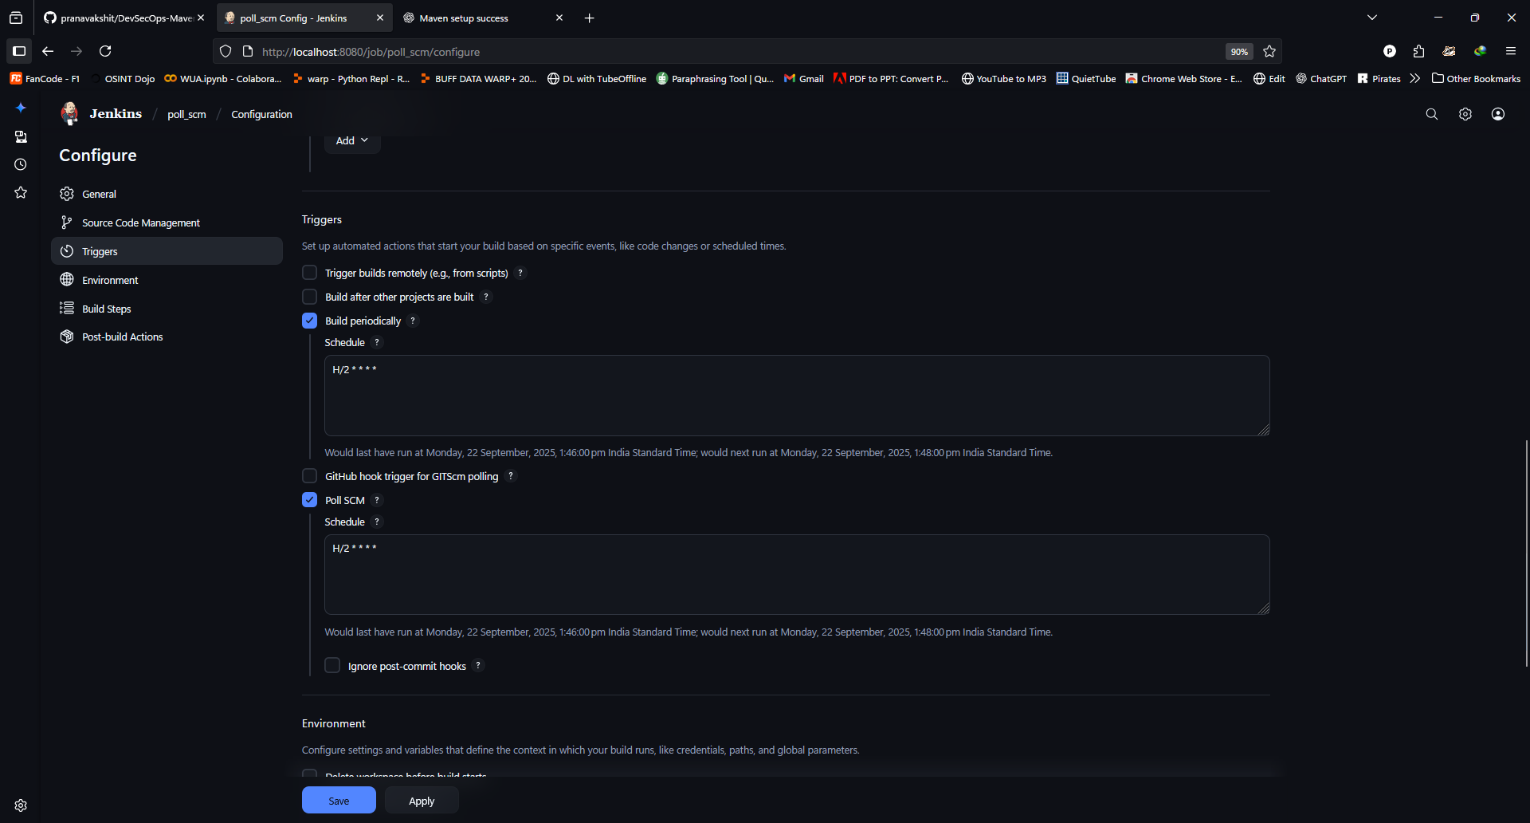 pranavakshit/DevSecOps-Mave
poll_scm Config - Jenkins
Maven setup success
http://localhost:8080/job/poll_scm/configure
90%
FanCode - F1
OSINT Dojo
WUA.ipynb - Colabora...
warp - Python Repl - R...
BUFF DATA WARP+ 20...
DL with TubeOffline
Paraphrasing Tool | Qu...
Gmail
PDF to PPT: Convert P...
YouTube to MP3
QuietTube
Chrome Web Store - E...
Edit
ChatGPT
Pirates
Other Bookmarks
Jenkins / poll_scm / Configuration
Configure
General
Source Code Management
Triggers
Environment
Build Steps
Post-build Actions
Add
Triggers
Set up automated actions that start your build based on specific events, like code changes or scheduled times.
Trigger builds remotely (e.g., from scripts) ?
Build after other projects are built ?
Build periodically ?
Schedule ?
H/2 * * * *
Would last have run at Monday, 22 September, 2025, 1:46:00 pm India Standard Time; would next run at Monday, 22 September, 2025, 1:48:00 pm India Standard Time.
GitHub hook trigger for GITScm polling ?
Poll SCM ?
Schedule ?
H/2 * * * *
Would last have run at Monday, 22 September, 2025, 1:46:00 pm India Standard Time; would next run at Monday, 22 September, 2025, 1:48:00 pm India Standard Time.
Ignore post-commit hooks ?
Environment
Configure settings and variables that define the context in which your build runs, like credentials, paths, and global parameters.
Delete workspace before build starts
Save
Apply